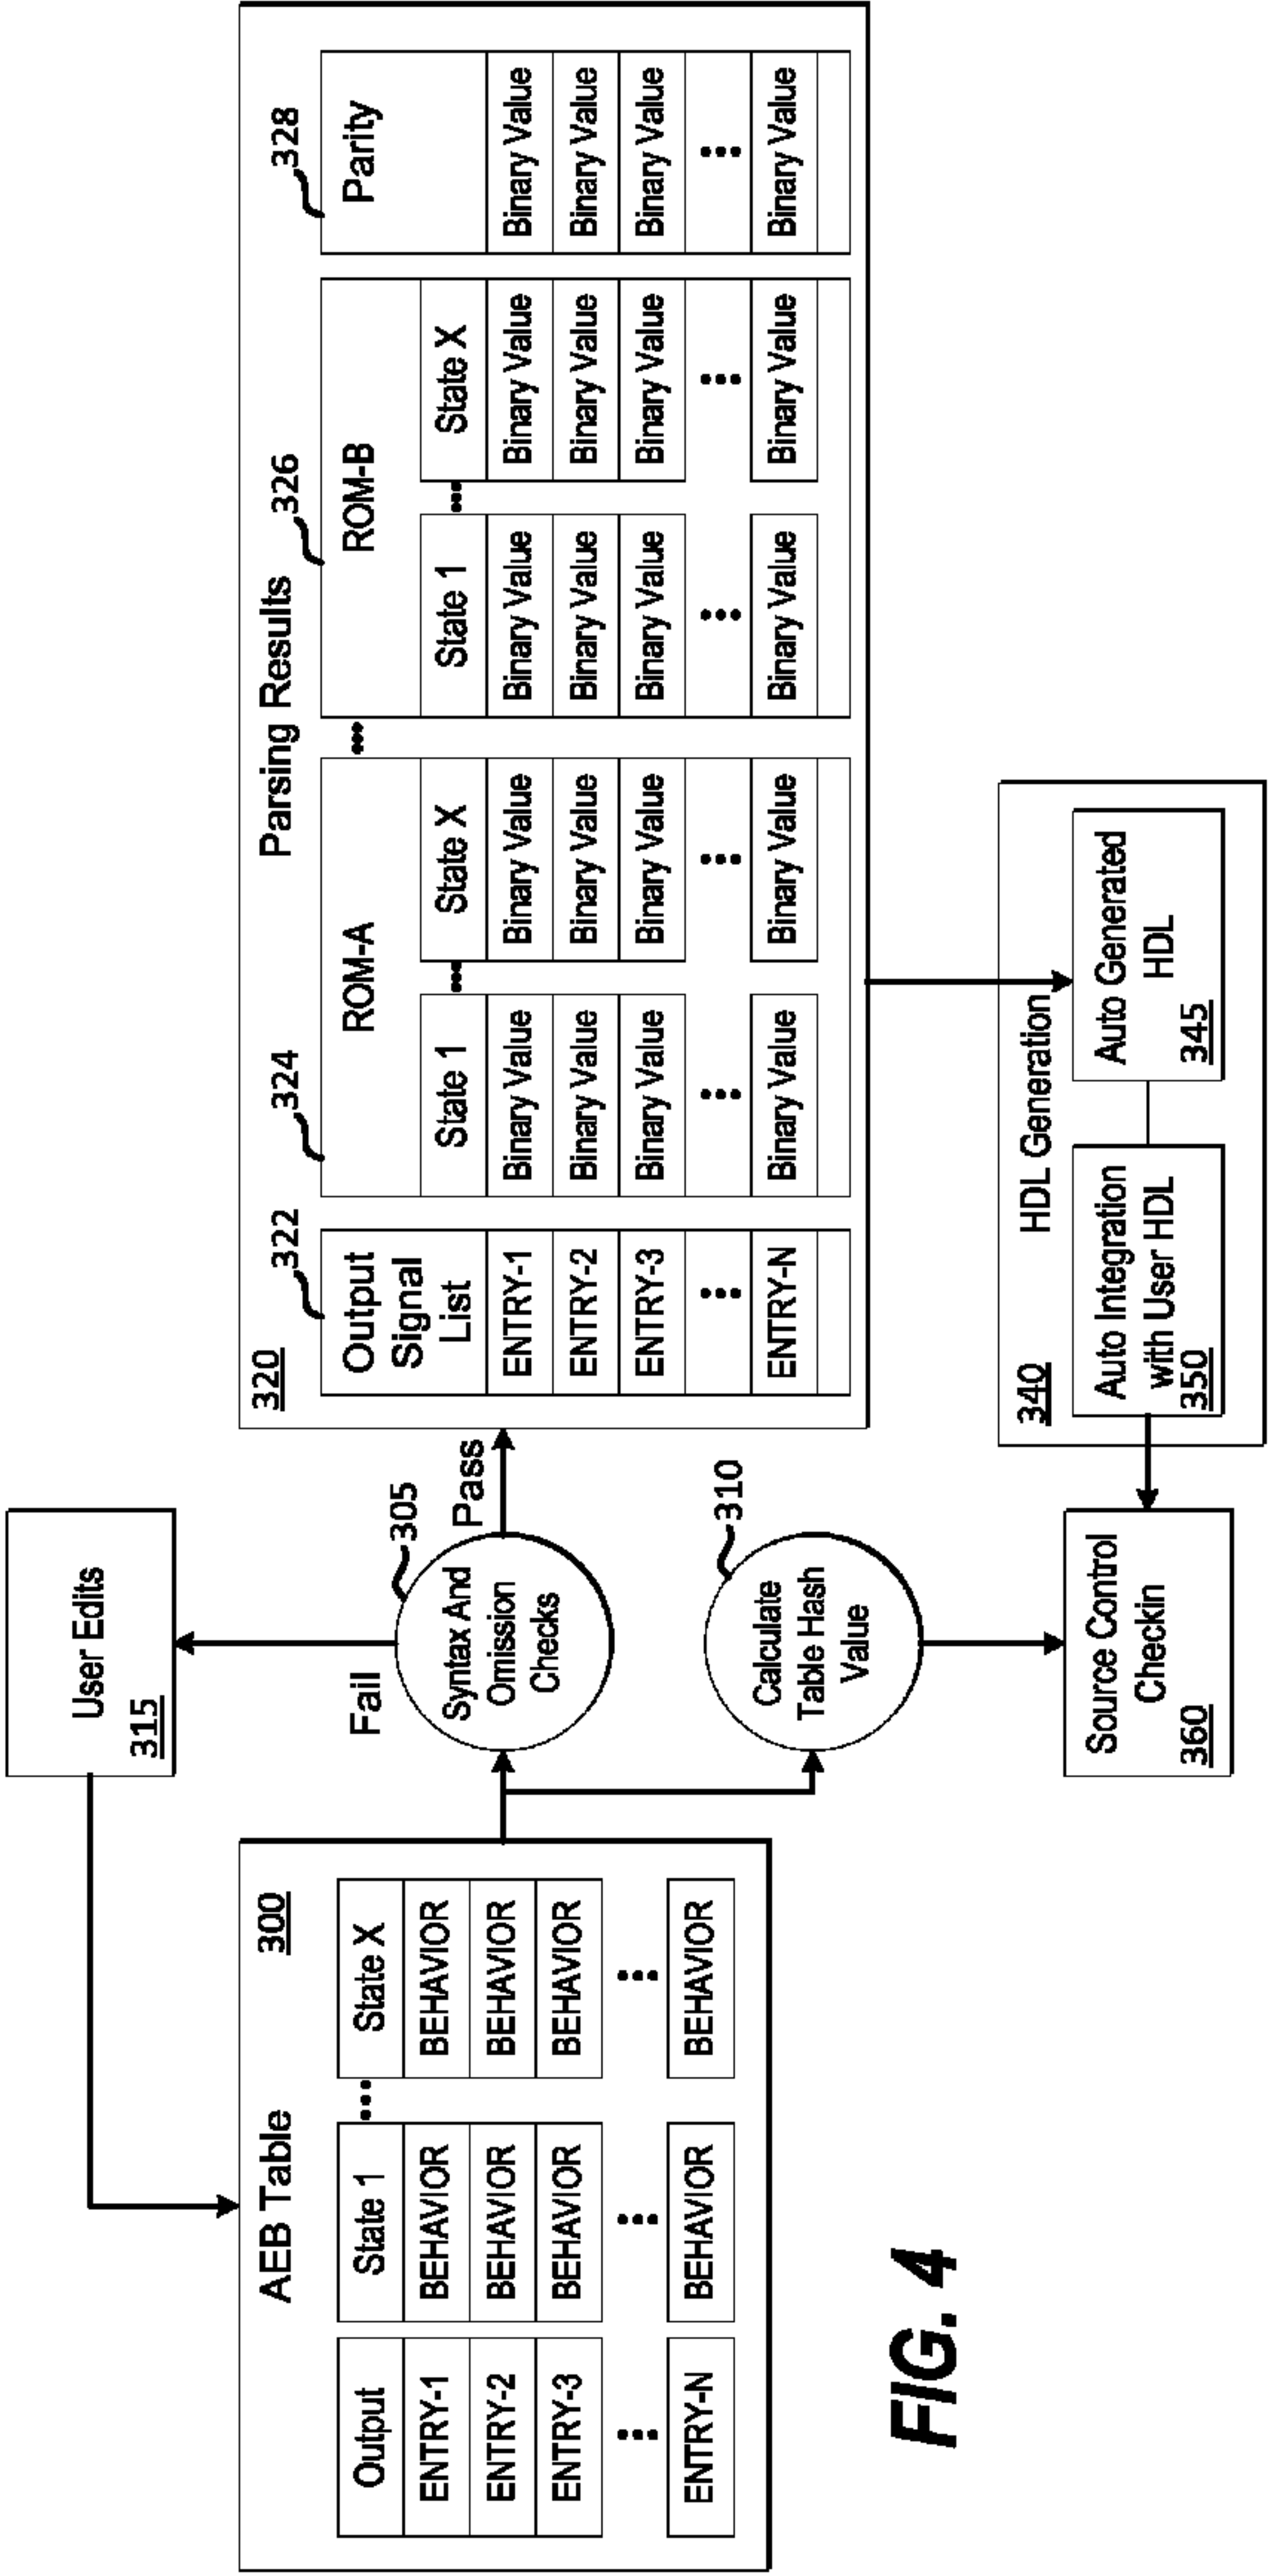 User Edits
315
AEB Table
300
Output
State 1
...
State X
ENTRY-1
BEHAVIOR
BEHAVIOR
ENTRY-2
BEHAVIOR
BEHAVIOR
ENTRY-3
BEHAVIOR
BEHAVIOR
...
...
...
ENTRY-N
BEHAVIOR
BEHAVIOR
Fail
305
Syntax And
Omission
Checks
Pass
310
Calculate
Table Hash
Value
320
Parsing Results
322
324
326
328
Output
Signal
List
ROM-A
...
ROM-B
Parity
State 1
...
State X
State 1
...
State X
ENTRY-1
Binary Value
Binary Value
Binary Value
Binary Value
Binary Value
ENTRY-2
Binary Value
Binary Value
Binary Value
Binary Value
Binary Value
ENTRY-3
Binary Value
Binary Value
Binary Value
Binary Value
Binary Value
...
...
...
...
...
...
ENTRY-N
Binary Value
Binary Value
Binary Value
Binary Value
Binary Value
Source Control
Checkin
360
340
HDL Generation
Auto Integration
with User HDL
350
Auto Generated
HDL
345
FIG. 4